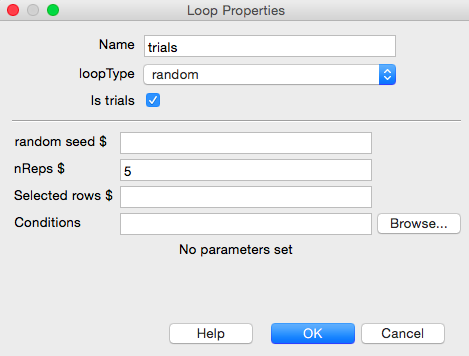 Loop Properties
Name trials
loopType random
Is trials
random seed $
nReps $ 5
Selected rows $
Conditions Browse...
No parameters set
Help OK Cancel